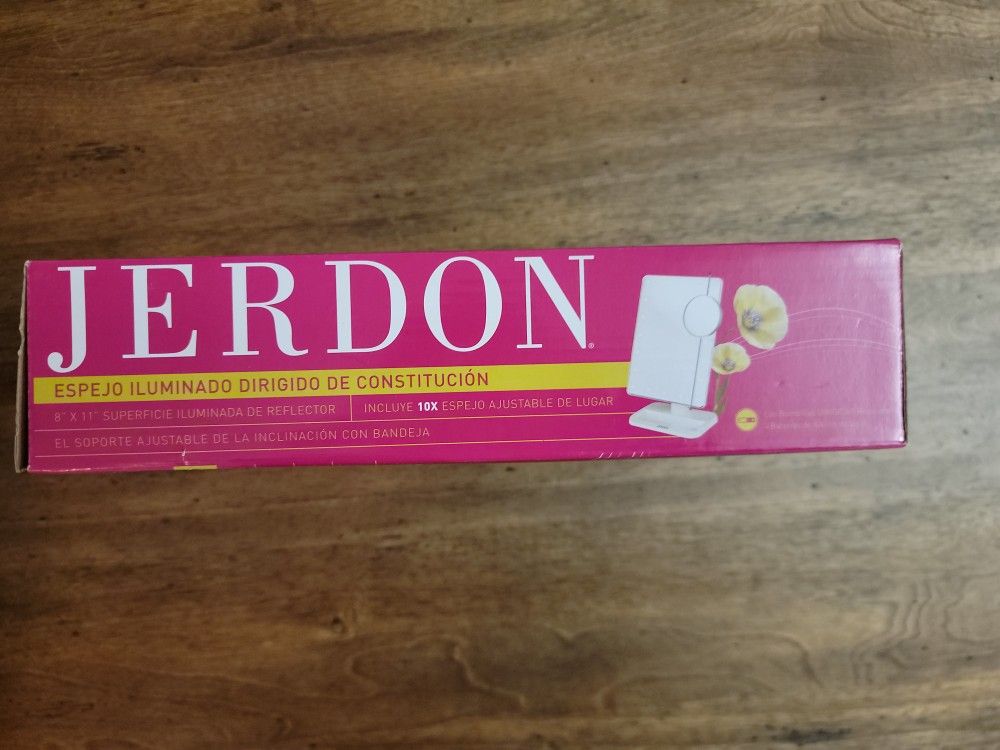 JERDON®
ESPEJO ILUMINADO DIRIGIDO DE CONSTITUCIÓN
8" X 11" SUPERFICIE ILUMINADA DE REFLECTOR
INCLUYE 10X ESPEJO AJUSTABLE DE LUGAR
EL SOPORTE AJUSTABLE DE LA INCLINACIÓN CON BANDEJA